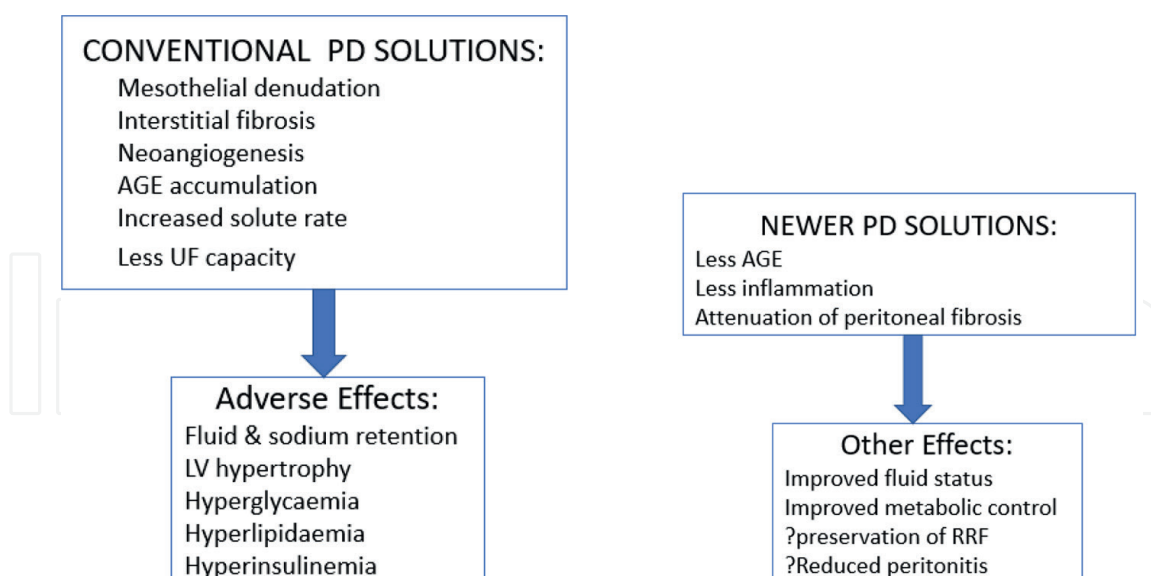 CONVENTIONAL PD SOLUTIONS:
Mesothelial denudation
Interstitial fibrosis
Neoangiogenesis
AGE accumulation
Increased solute rate
Less UF capacity
Adverse Effects:
Fluid & sodium retention
LV hypertrophy
Hyperglycaemia
Hyperlipidaemia
Hyperinsulinemia
NEWER PD SOLUTIONS:
Less AGE
Less inflammation
Attenuation of peritoneal fibrosis
Other Effects:
Improved fluid status
Improved metabolic control
?preservation of RRF
?Reduced peritonitis